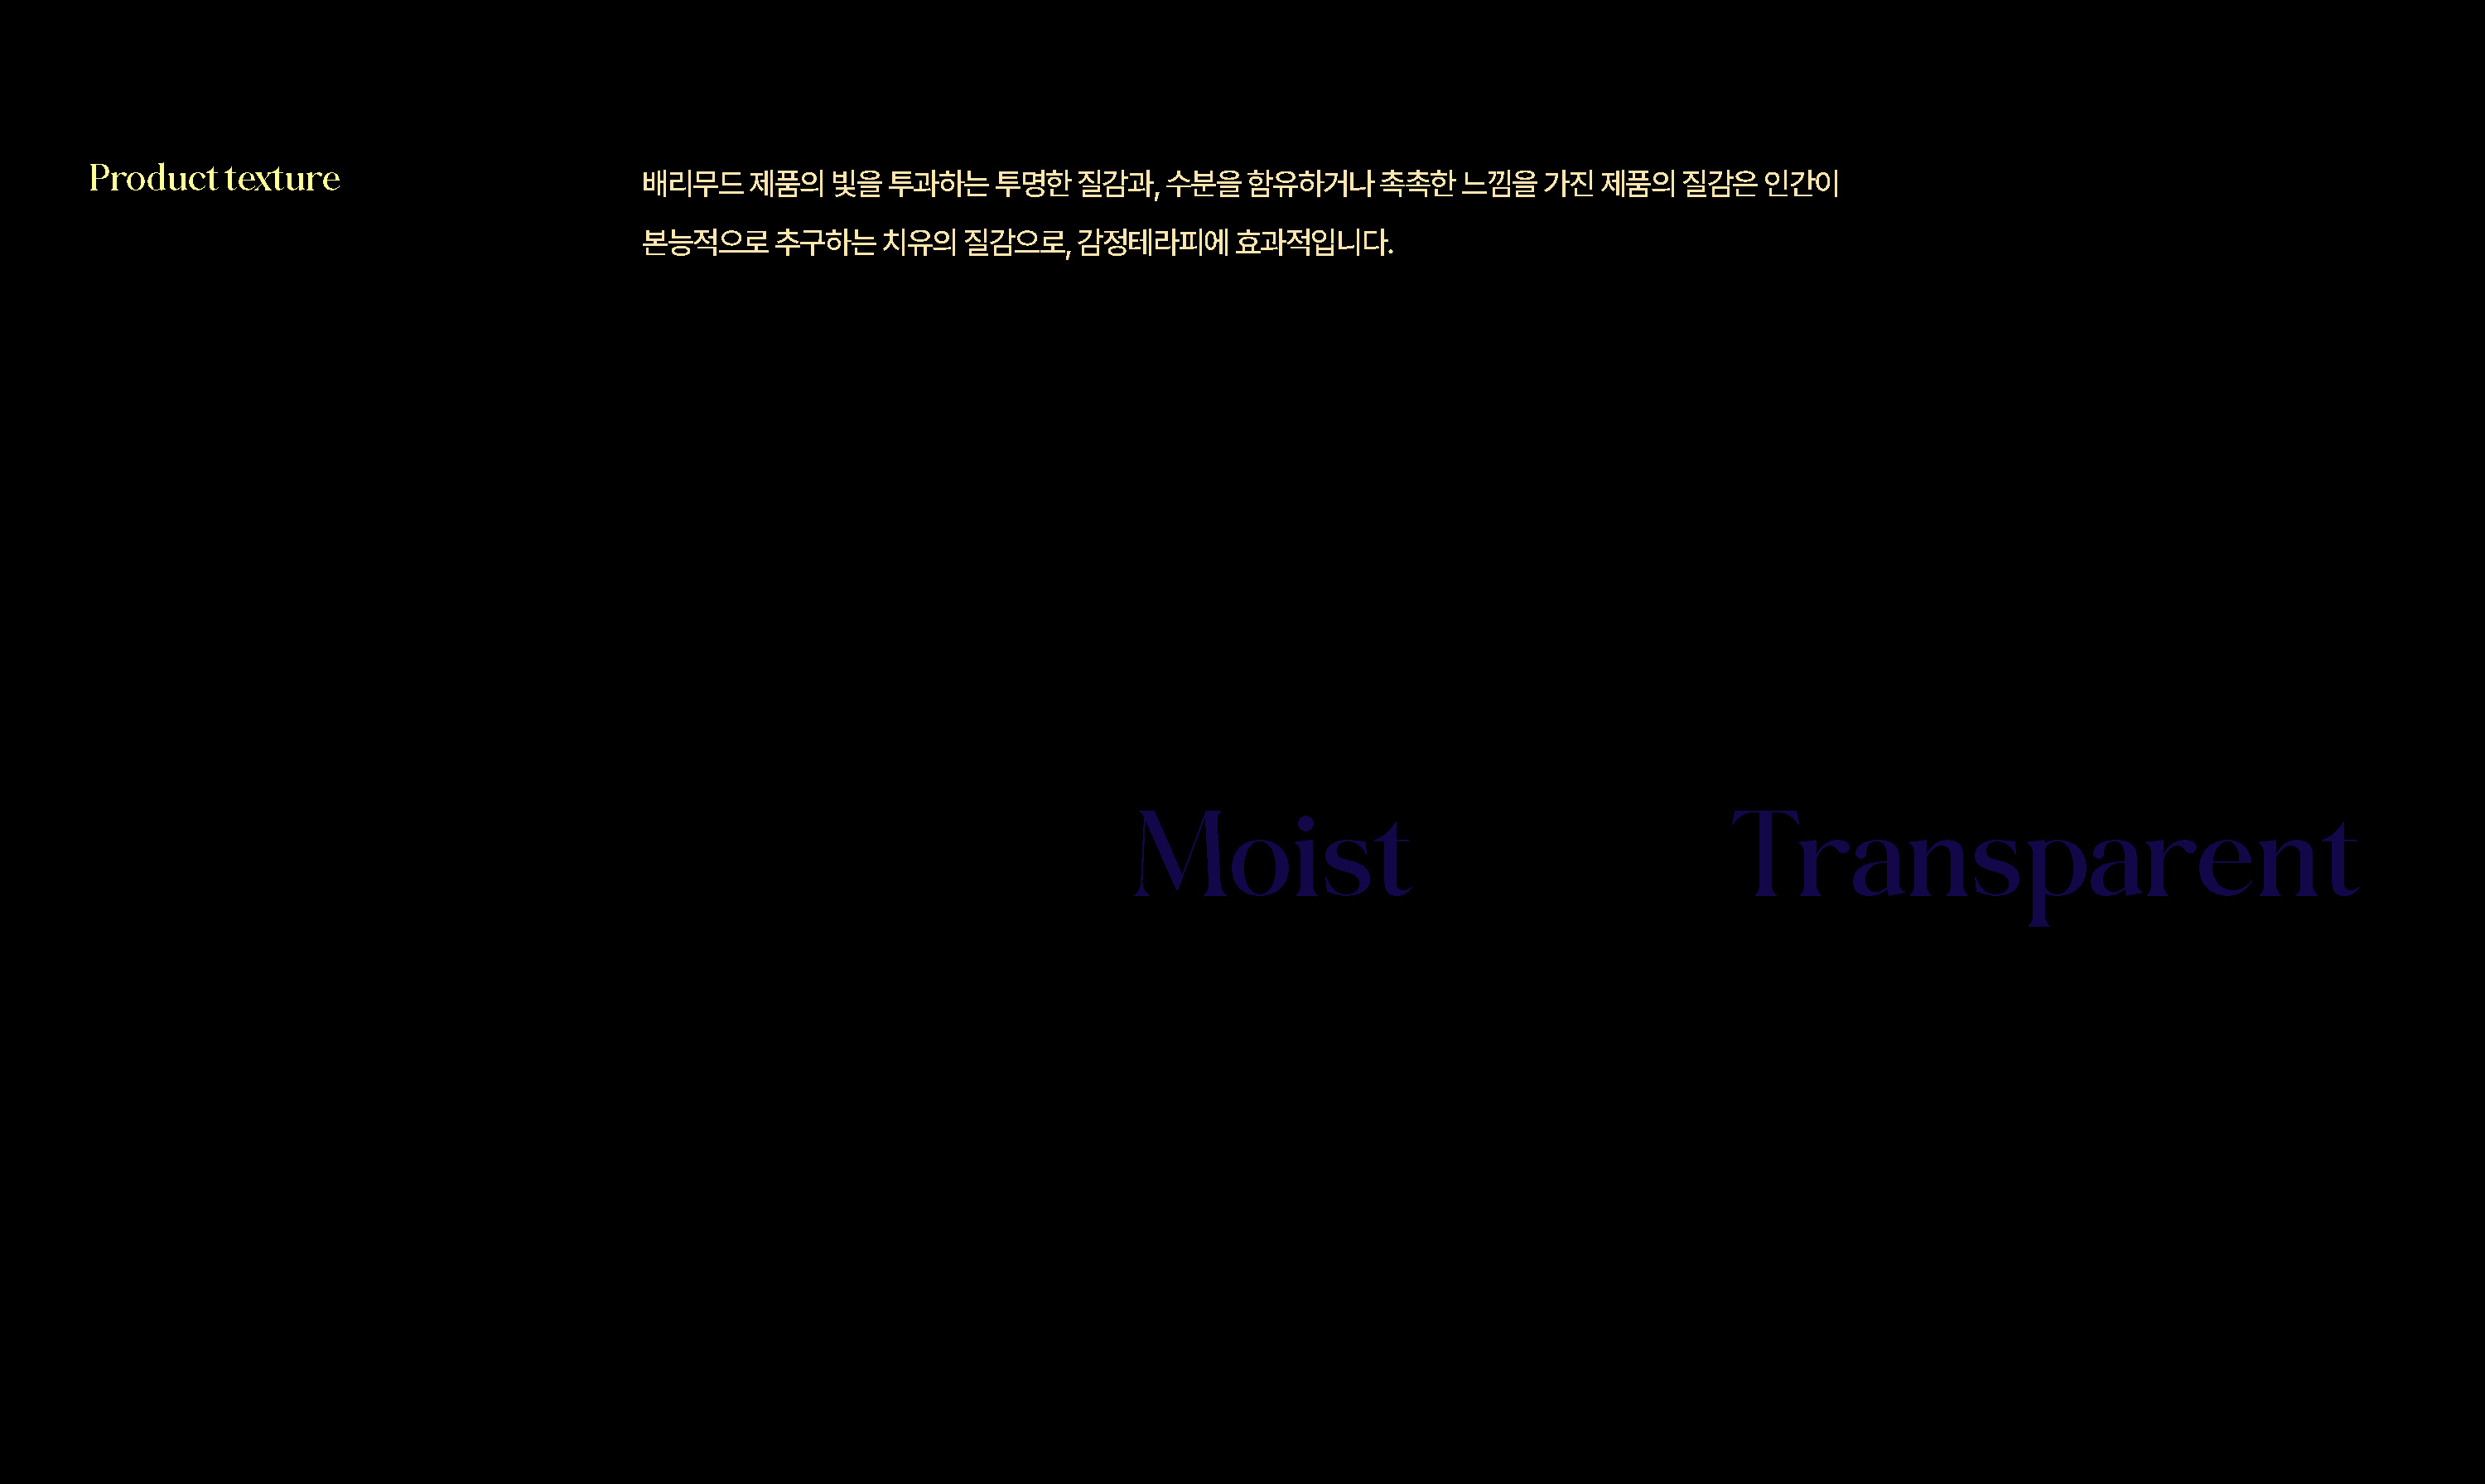 Product texture
배리무드 제품의 빛을 투과하는 투명한 질감과, 수분을 함유하거나 촉촉한 느낌을 가진 제품의 질감은 인간이
본능적으로 추구하는 치유의 질감으로, 감정테라피에 효과적입니다.
Moist
Transparent